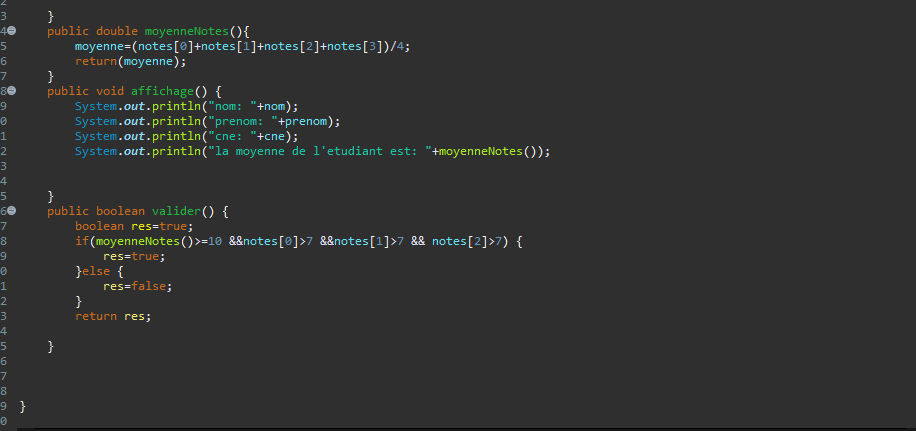 2
3     }
4     public double moyenneNotes(){
5         moyenne=(notes[0]+notes[1]+notes[2]+notes[3])/4;
6         return(moyenne);
7     }
8     public void affichage() {
9         System.out.println("nom: "+nom);
0         System.out.println("prenom: "+prenom);
1         System.out.println("cne: "+cne);
2         System.out.println("la moyenne de l'etudiant est: "+moyenneNotes());
3
4
5     }
6     public boolean valider() {
7         boolean res=true;
8         if(moyenneNotes()>=10 &&notes[0]>7 &&notes[1]>7 && notes[2]>7) {
9             res=true;
0         }else {
1             res=false;
2         }
3         return res;
4
5     }
6
7
8
9 }
0